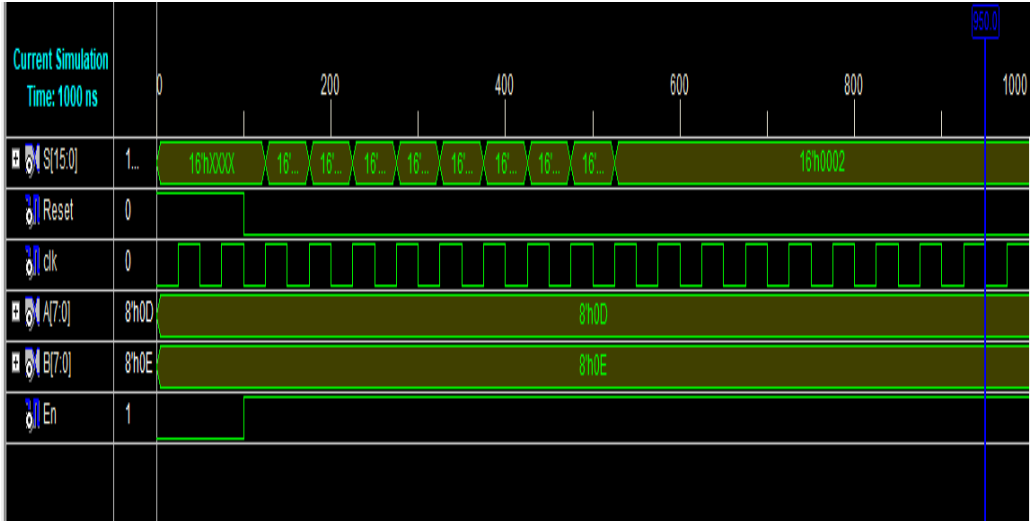 950.0
Current Simulation
Time: 1000 ns
0 200 400 600 800 1000
S[15:0] 1... 16'hXXXX 16'... 16'... 16'... 16'... 16'... 16'... 16'... 16'... 16'h0002
Reset 0
clk 0
A[7:0] 8'h0D 8'h0D
B[7:0] 8'h0E 8'h0E
En 1